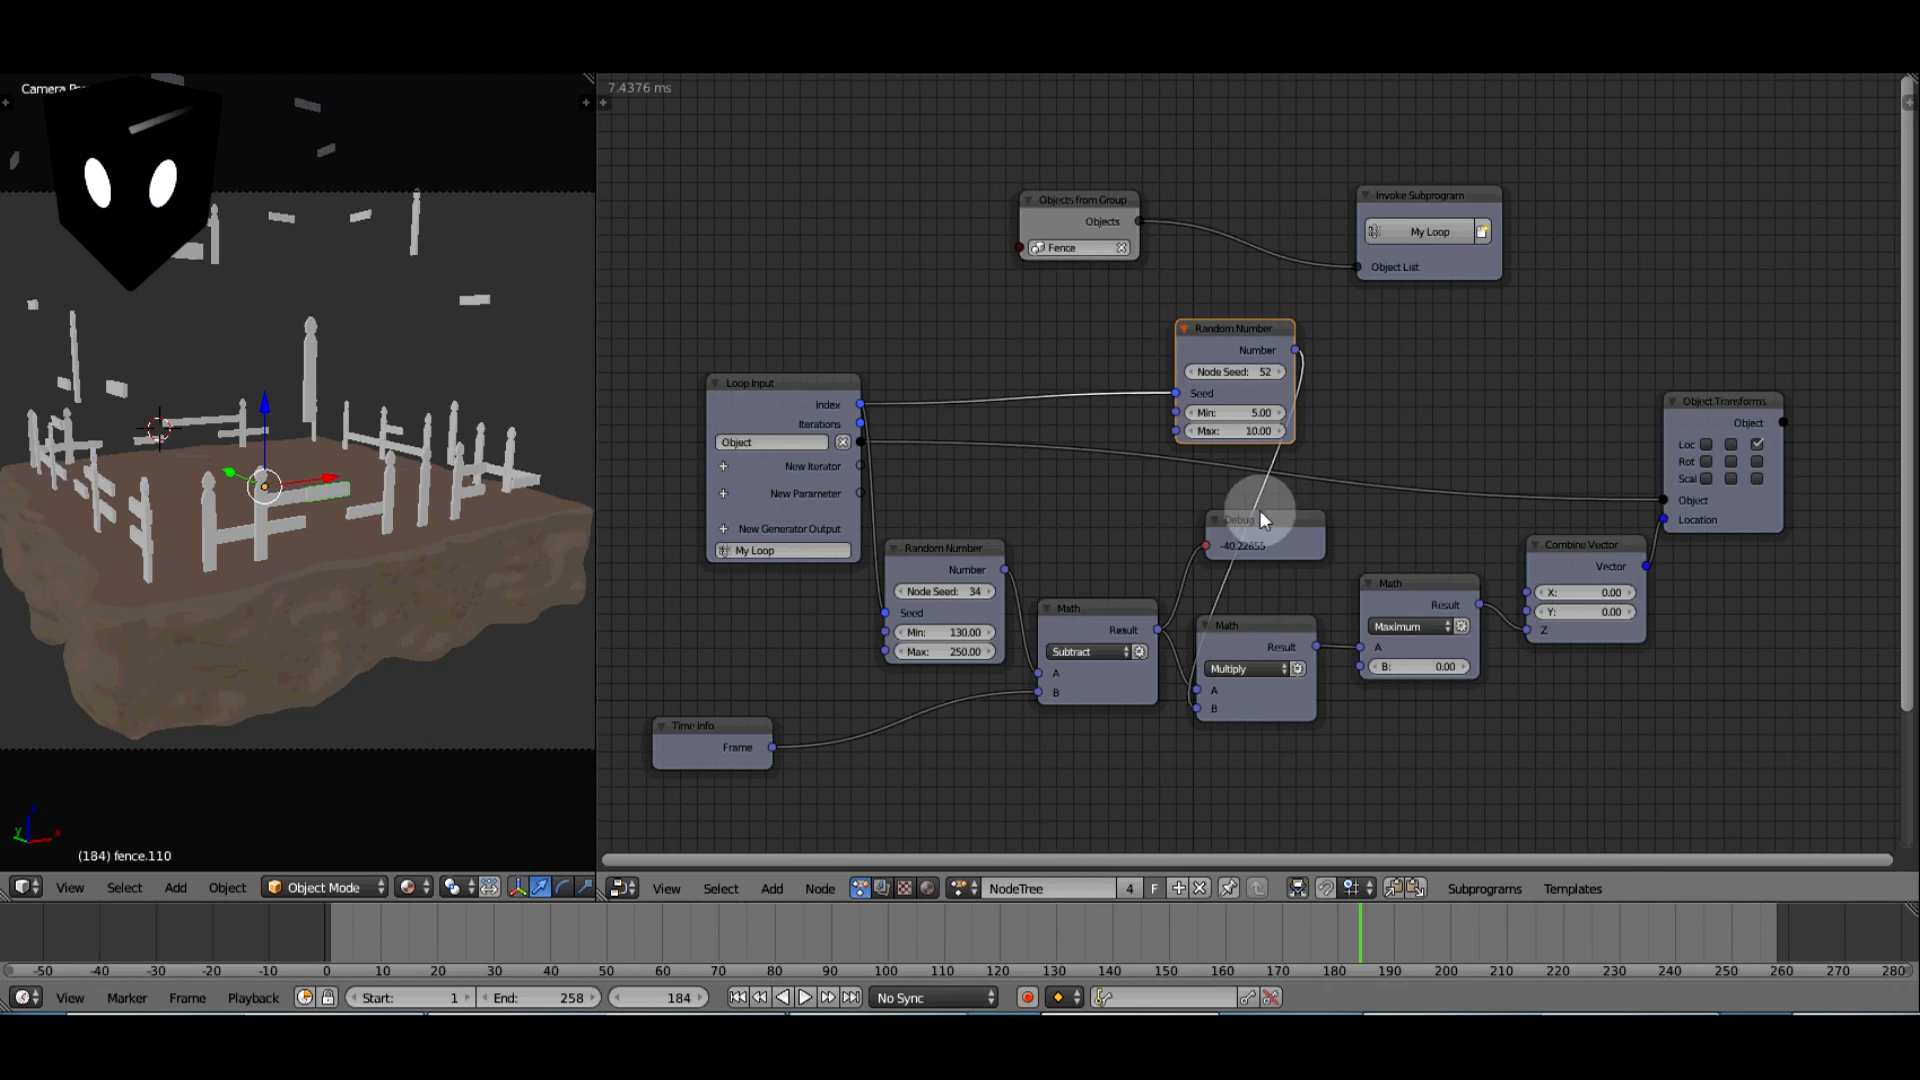 Camera Pe
7.4376 ms
Objects from Group
Objects
Fence
Invoke Subprogram
My Loop
Object List
Random Number
Number
Node Seed: 52
Seed
Min: 5.00
Max: 10.00
Loop Input
Index
Iterations
Object
New Iterator
New Parameter
New Generator Output
My Loop
Object Transforms
Object
Loc
Rot
Scal
Object
Location
Debug
-40.22855
Random Number
Number
Node Seed: 34
Seed
Min: 130.00
Max: 250.00
Math
Result
Subtract
A
B
Math
Result
Multiply
A
B
Math
Result
Maximum
A
B: 0.00
Combine Vector
Vector
X: 0.00
Y: 0.00
Z
Time Info
Frame
z
y
x
(184) fence.110
View Select Add Object Object Mode
View Select Add Node NodeTree 4 F Subprograms Templates
-50 -40 -30 -20 -10 0 10 20 30 40 50 60 70 80 90 100 110 120 130 140 150 160 170 180 190 200 210 220 230 240 250 260 270 280
View Marker Frame Playback Start: 1 End: 258 184 No Sync